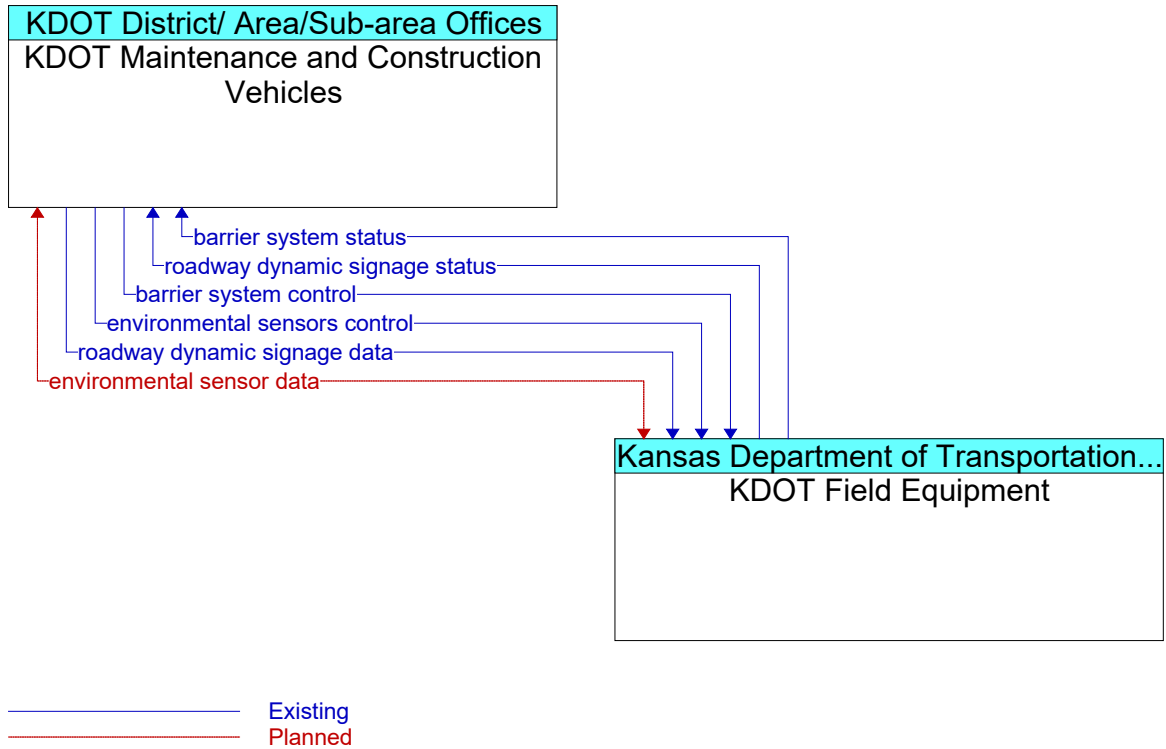 KDOT District/ Area/Sub-area Offices
KDOT Maintenance and Construction
Vehicles
barrier system status
roadway dynamic signage status
barrier system control
environmental sensors control
roadway dynamic signage data
environmental sensor data
Kansas Department of Transportation...
KDOT Field Equipment
Existing
Planned